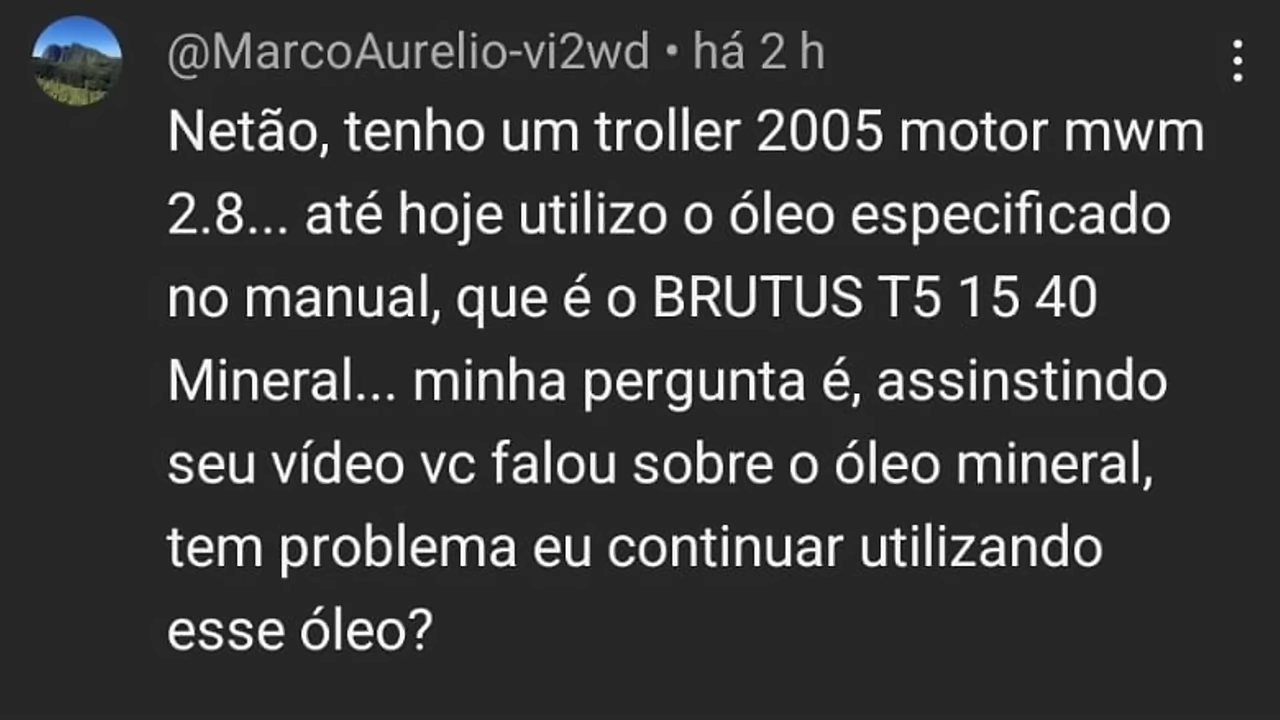 @MarcoAurelio-vi2wd • há 2 h
Netão, tenho um troller 2005 motor mwm
2.8... até hoje utilizo o óleo especificado
no manual, que é o BRUTUS T5 15 40
Mineral... minha pergunta é, assinstindo
seu vídeo vc falou sobre o óleo mineral,
tem problema eu continuar utilizando
esse óleo?